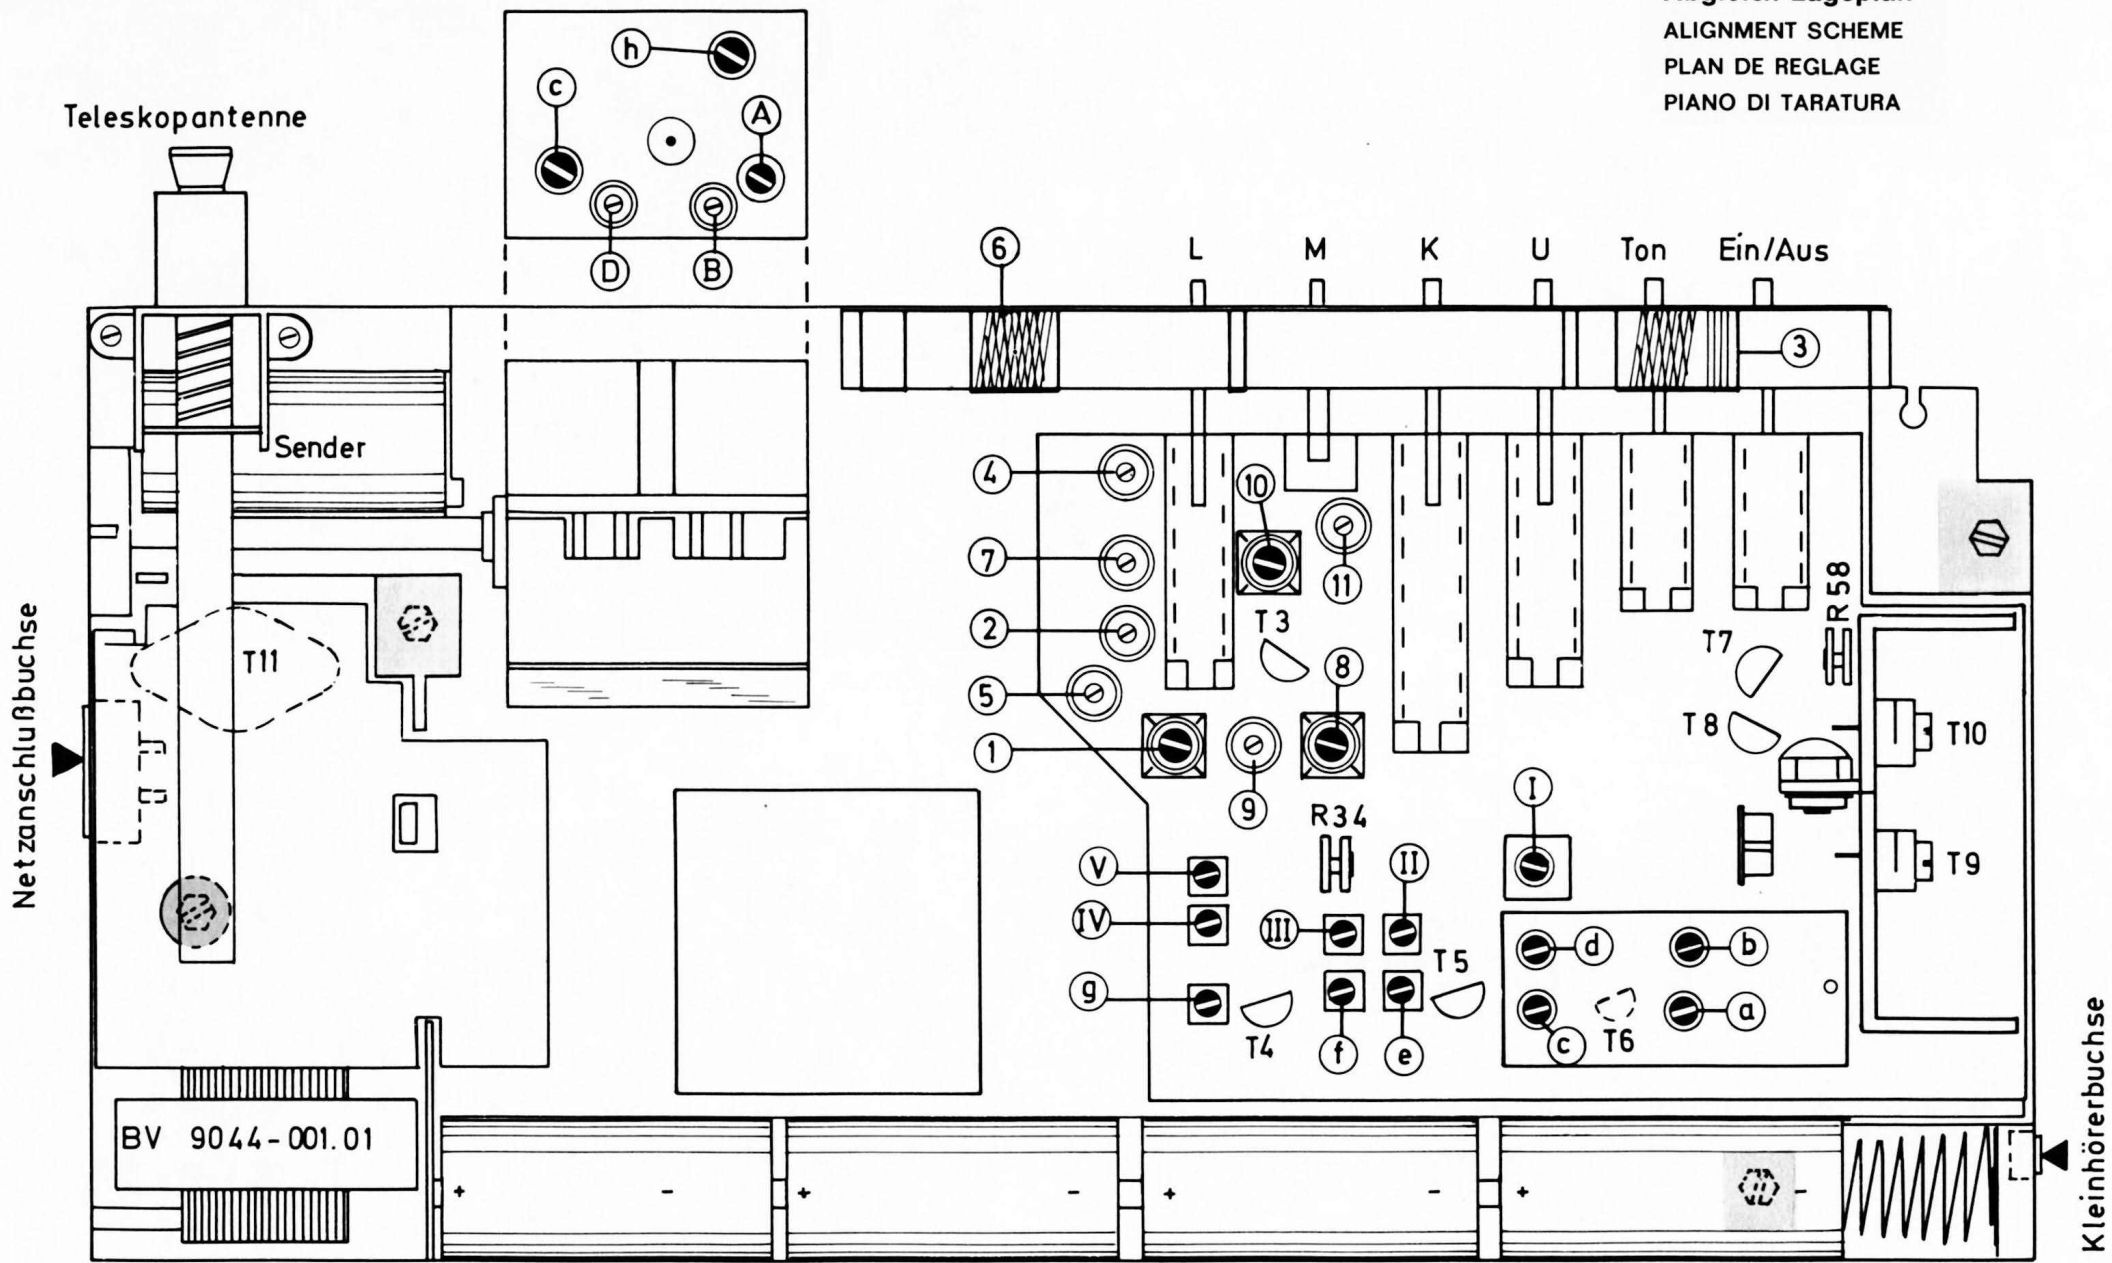 ALIGNMENT SCHEME
PLAN DE REGLAGE
PIANO DI TARATURA
h
c
A
Teleskopantenne
D
B
6
L
M
K
U
Ton
Ein/Aus
3
Sender
4
10
7
11
2
T3
R58
T7
T11
5
8
T8
T10
1
9
I
R34
V
II
T9
IV
III
d
b
T5
g
a
T4
f
e
c
T6
Netzanschlußbuchse
Kleinhörerbuchse
BV 9044-001.01
+ - + - + - + -